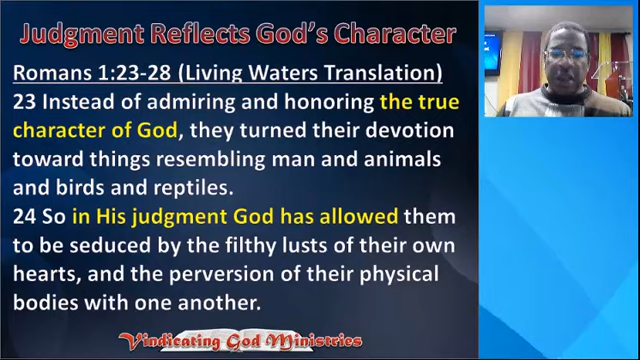 Judgment Reflects God's Character
Romans 1:23-28 (Living Waters Translation)
23 Instead of admiring and honoring the true
character of God, they turned their devotion
toward things resembling man and animals
and birds and reptiles.
24 So in His judgment God has allowed them
to be seduced by the filthy lusts of their own
hearts, and the perversion of their physical
bodies with one another.
Vindicating God Ministries